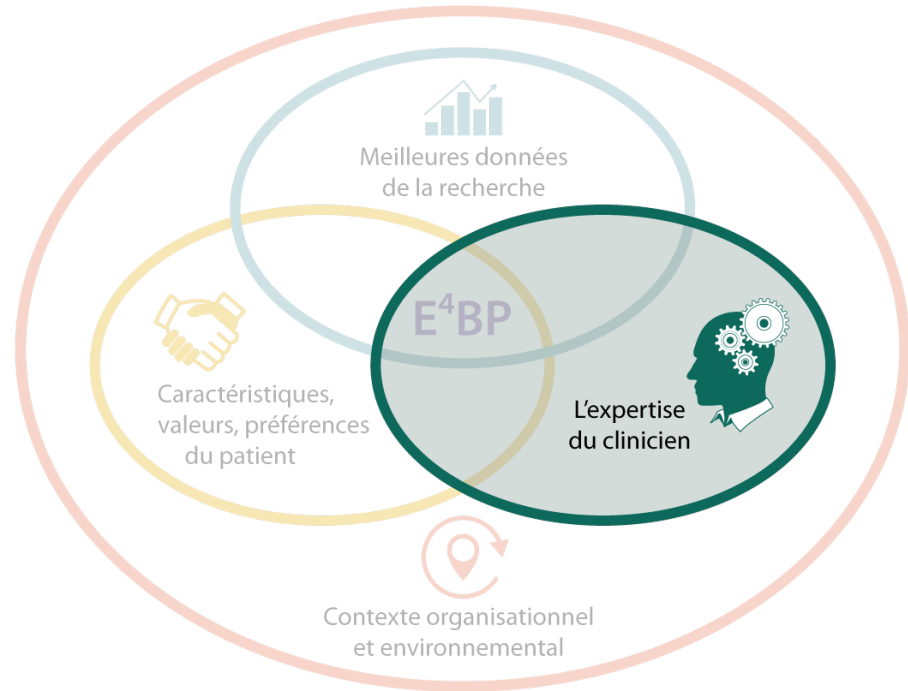 Meilleures données
de la recherche
E⁴BP
Caractéristiques,
valeurs, préférences
du patient
L'expertise
du clinicien
Contexte organisationnel
et environnemental